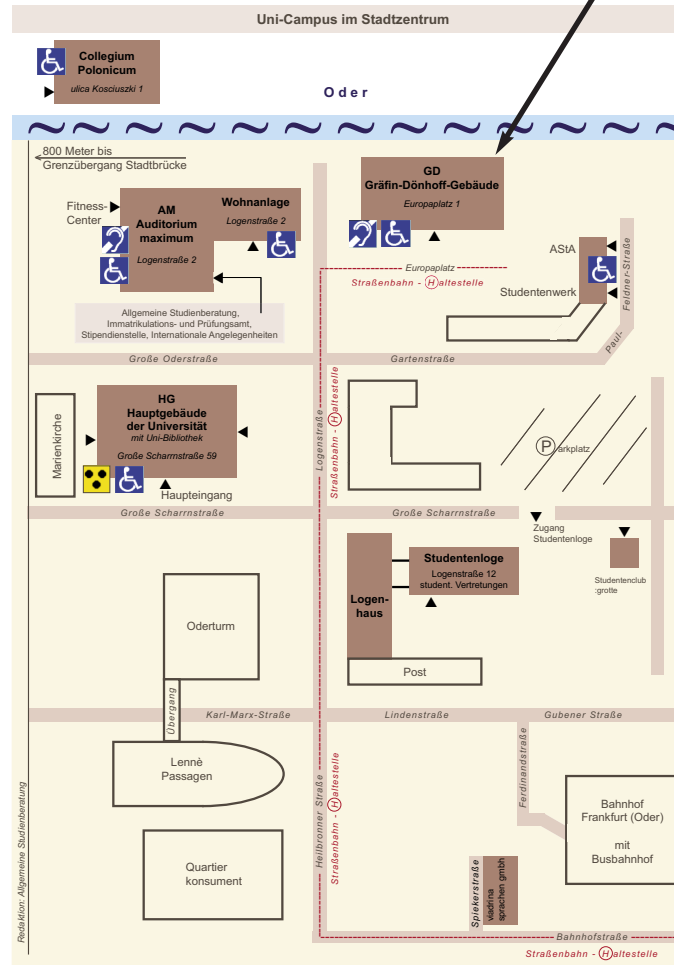 Uni-Campus im Stadtzentrum
Collegium
Polonicum
ulica Kosciuszki 1
Oder
800 Meter bis
Grenzübergang Stadtbrücke
GD
Gräfin-Dönhoff-Gebäude
Europaplatz 1
Fitness-
Center
AM
Auditorium
maximum
Logenstraße 2
Wohnanlage
Logenstraße 2
AStA
Studentenwerk
Paul-
Feldner-Straße
Europaplatz
Straßenbahn - Haltestelle
Allgemeine Studienberatung,
Immatrikulations- und Prüfungsamt,
Stipendienstelle, Internationale Angelegenheiten
Große Oderstraße
Gartenstraße
Marienkirche
HG
Hauptgebäude
der Universität
mit Uni-Bibliothek
Große Scharrnstraße 59
Haupteingang
Logenstraße
Straßenbahn - Haltestelle
Parkplatz
Große Scharrnstraße
Große Scharrnstraße
Zugang
Studentenloge
Studentenclub
:grotte
Studentenloge
Logenstraße 12
student. Vertretungen
Logen-
haus
Post
Oderturm
Übergang
Karl-Marx-Straße
Lindenstraße
Gubener Straße
Lennè
Passagen
Heilbronner Straße
Straßenbahn - Haltestelle
Ferdinandstraße
Bahnhof
Frankfurt (Oder)
mit
Busbahnhof
Quartier
konsument
Spiekerstraße
viadrina
sprachen gmbh
Bahnhofstraße
Straßenbahn - Haltestelle
Redaktion: Allgemeine Studienberatung